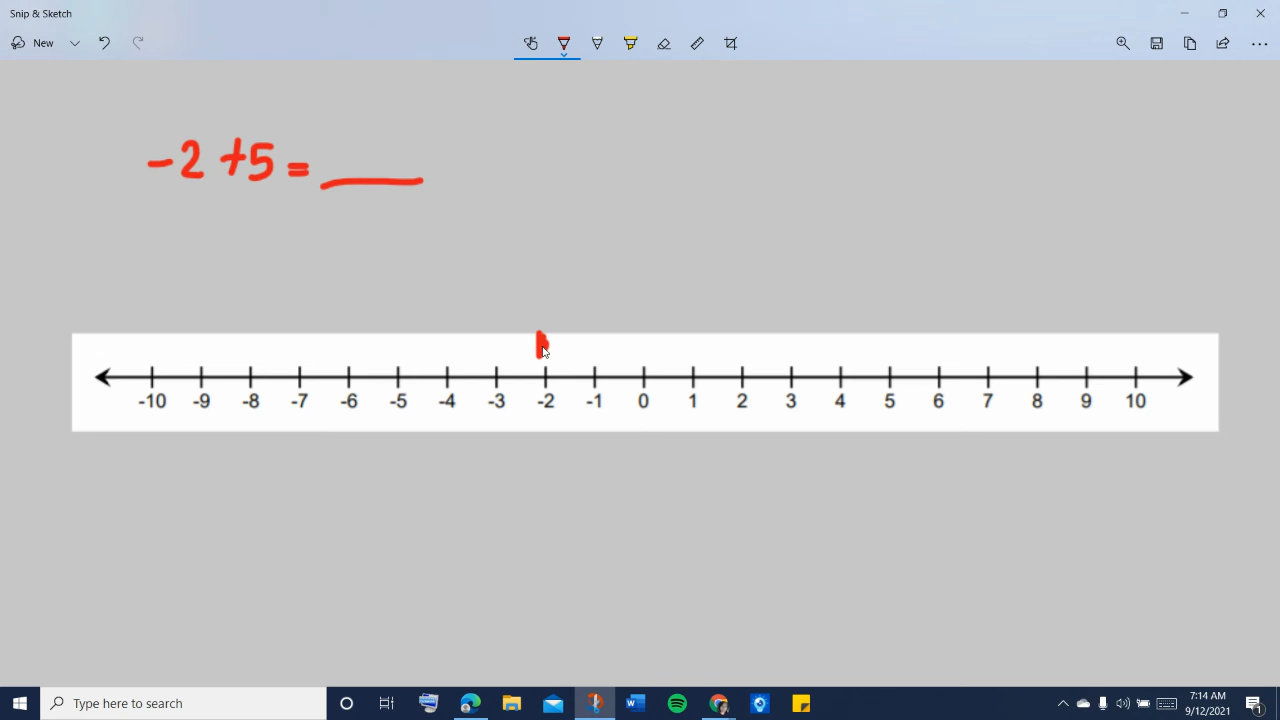 Snip & Sketch
New
-2 +5 = ____
-10 -9 -8 -7 -6 -5 -4 -3 -2 -1 0 1 2 3 4 5 6 7 8 9 10
Type here to search
7:14 AM
9/12/2021